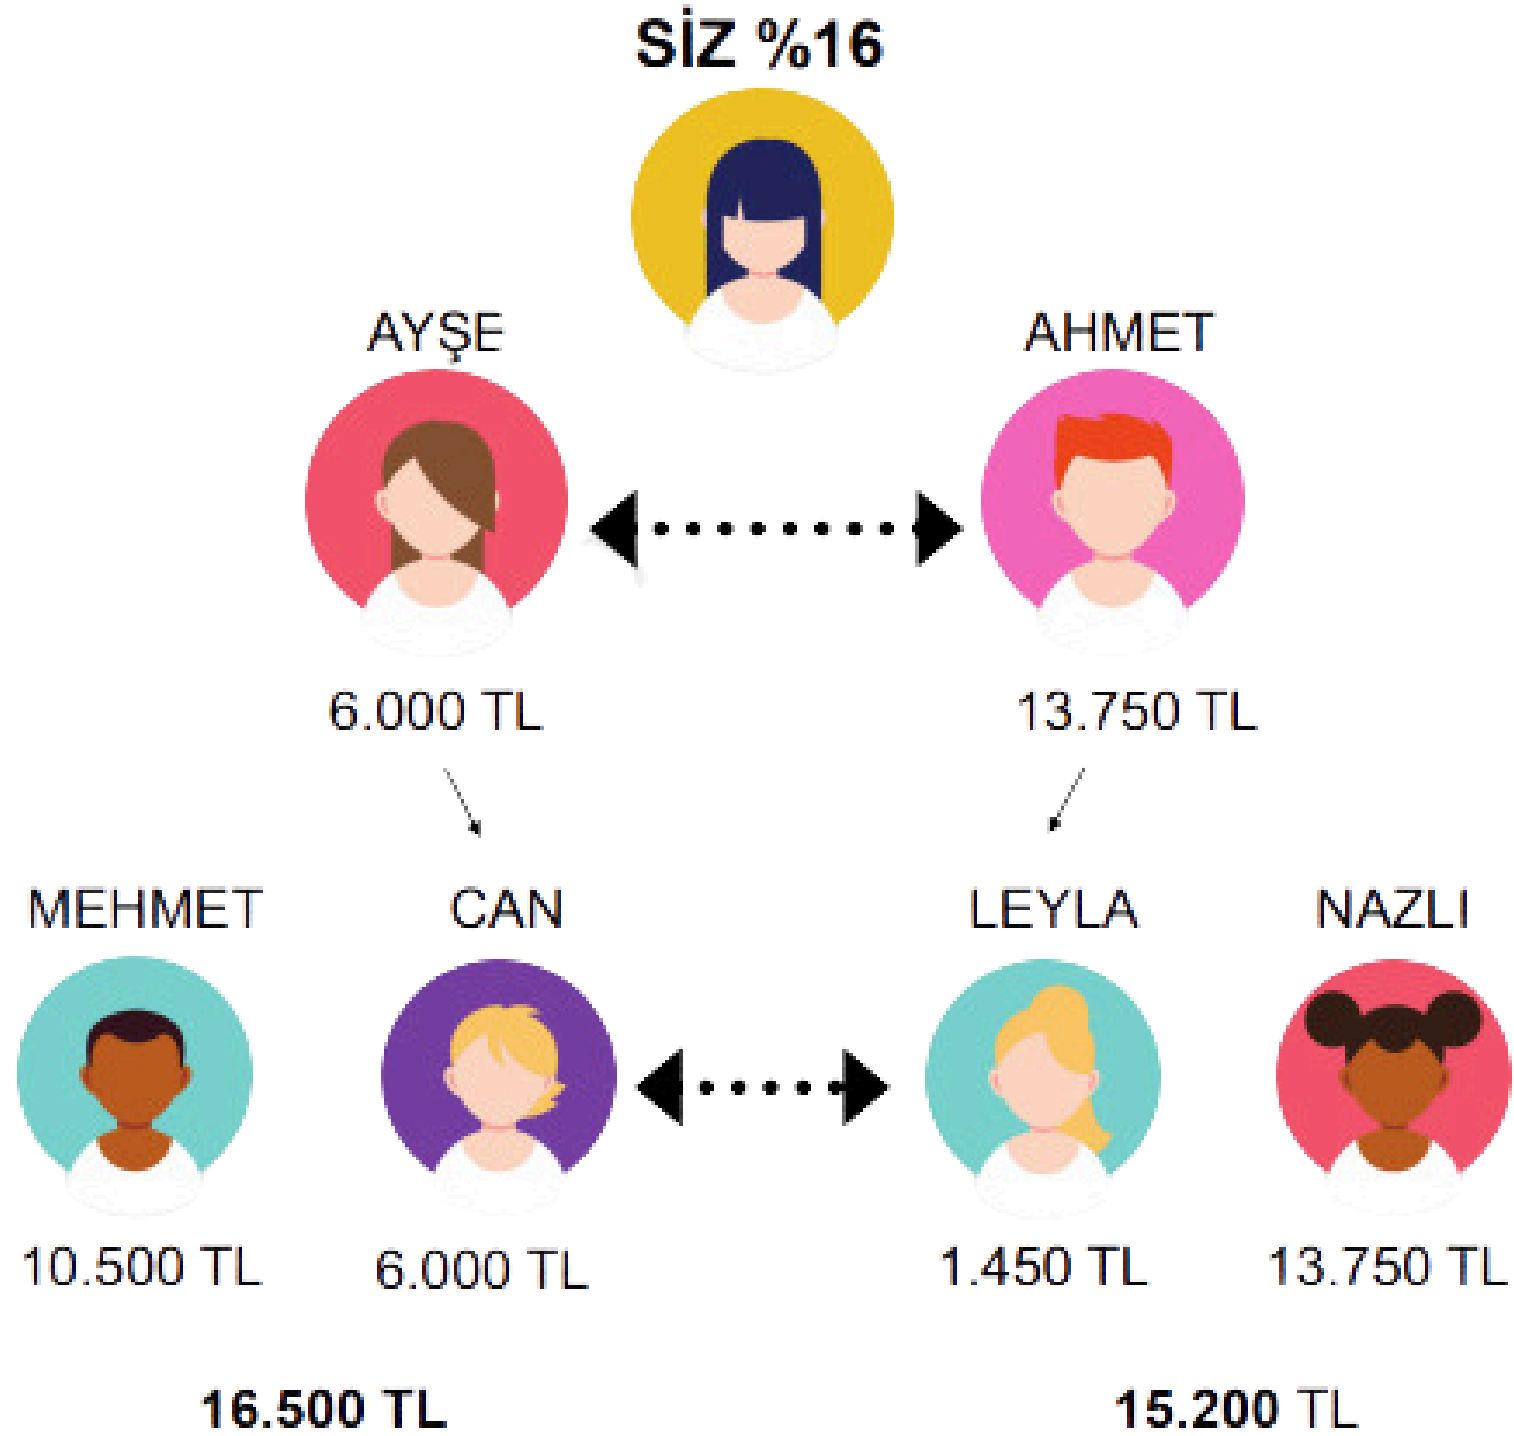 SİZ %16
AYŞE AHMET
6.000 TL 13.750 TL
MEHMET CAN LEYLA NAZLI
10.500 TL 6.000 TL 1.450 TL 13.750 TL
16.500 TL 15.200 TL